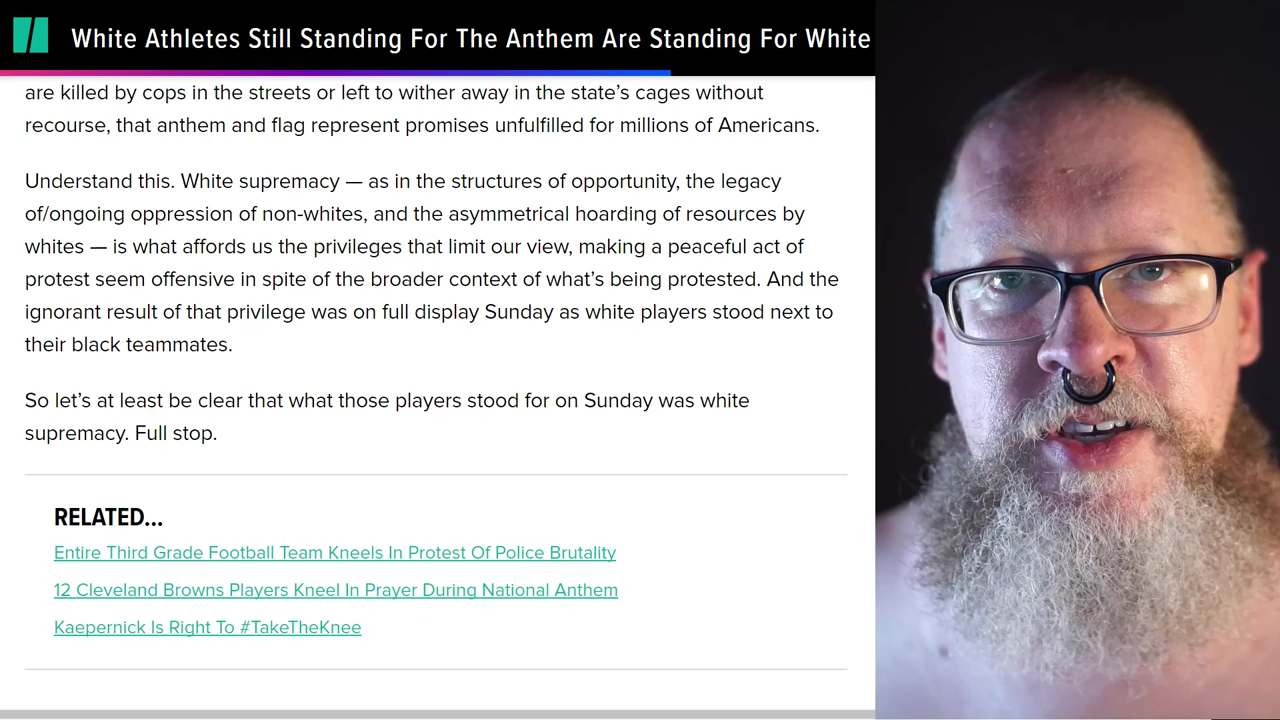 White Athletes Still Standing For The Anthem Are Standing For White
are killed by cops in the streets or left to wither away in the state’s cages without
recourse, that anthem and flag represent promises unfulfilled for millions of Americans.
Understand this. White supremacy — as in the structures of opportunity, the legacy
of/ongoing oppression of non-whites, and the asymmetrical hoarding of resources by
whites — is what affords us the privileges that limit our view, making a peaceful act of
protest seem offensive in spite of the broader context of what’s being protested. And the
ignorant result of that privilege was on full display Sunday as white players stood next to
their black teammates.
So let’s at least be clear that what those players stood for on Sunday was white
supremacy. Full stop.
RELATED...
Entire Third Grade Football Team Kneels In Protest Of Police Brutality
12 Cleveland Browns Players Kneel In Prayer During National Anthem
Kaepernick Is Right To #TakeTheKnee